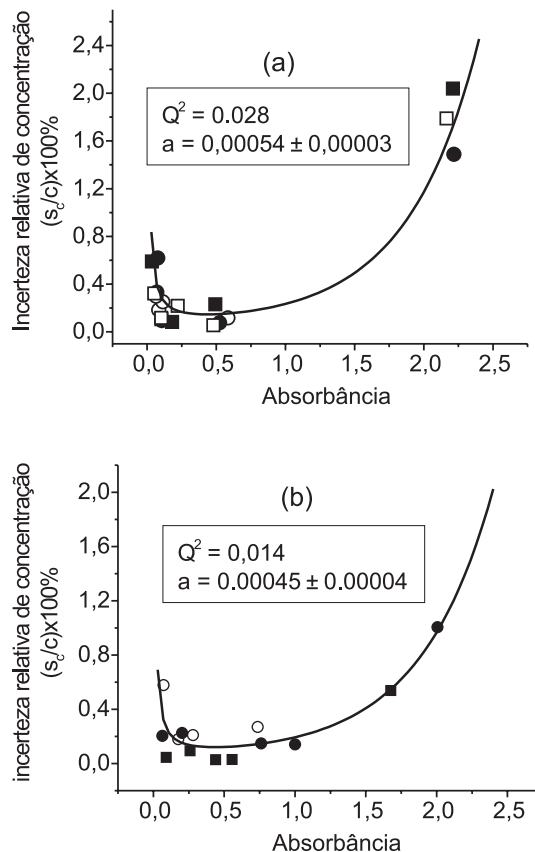 (a)
Q² = 0.028
a = 0,00054 ± 0,00003
Incerteza relativa de concentração
(s_c/c)x100%
2,4
2,0
1,6
1,2
0,8
0,4
0,0
0,0 0,5 1,0 1,5 2,0 2,5
Absorbância
(b)
Q² = 0,014
a = 0.00045 ± 0.00004
incerteza relativa de concentração
(s_c/c)x100%
2,0
1,6
1,2
0,8
0,4
0,0
0,0 0,5 1,0 1,5 2,0 2,5
Absorbância